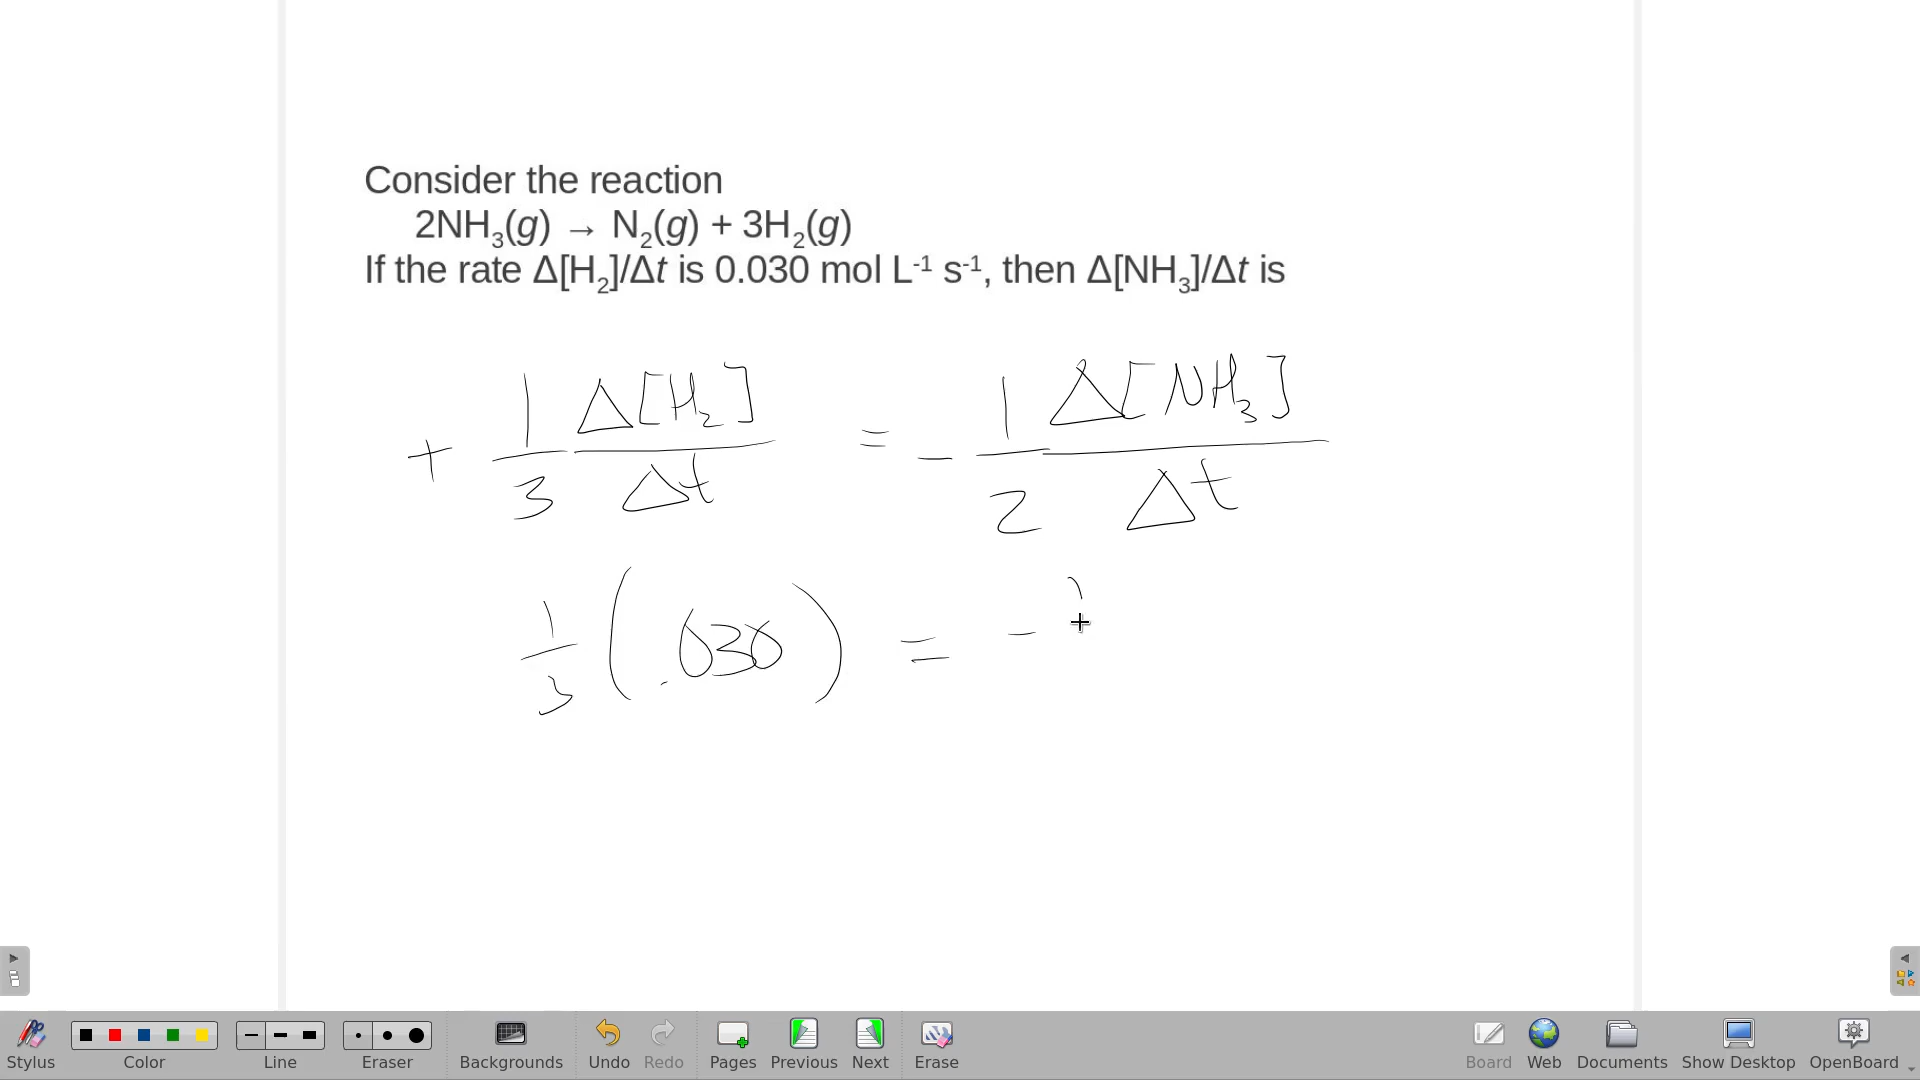 Consider the reaction
2NH₃(g) → N₂(g) + 3H₂(g)
If the rate Δ[H₂]/Δt is 0.030 mol L⁻¹ s⁻¹, then Δ[NH₃]/Δt is
+ 1/3 Δ[H₂]/Δt = - 1/2 Δ[NH₃]/Δt
1/3 (.030) = -
Stylus Color Line Eraser Backgrounds Undo Redo Pages Previous Next Erase Board Web Documents Show Desktop OpenBoard